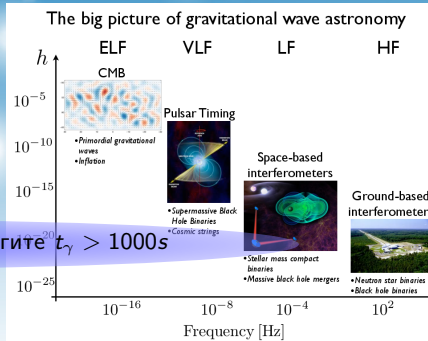 The big picture of gravitational wave astronomy
ELF VLF LF HF
h
CMB
10^-5
• Primordial gravitational
waves
• Inflation
Pulsar Timing
10^-10
Space-based
interferometers
10^-15
• Supermassive Black
Hole Binaries
• Cosmic strings
Ground-based
interferometer
10^-20
гите t_γ > 1000s
• Stellar mass compact
binaries
• Massive black hole mergers
10^-25
• Neutron star binaries
• Black hole binaries
10^-16 10^-8 10^-4 10^2
Frequency [Hz]